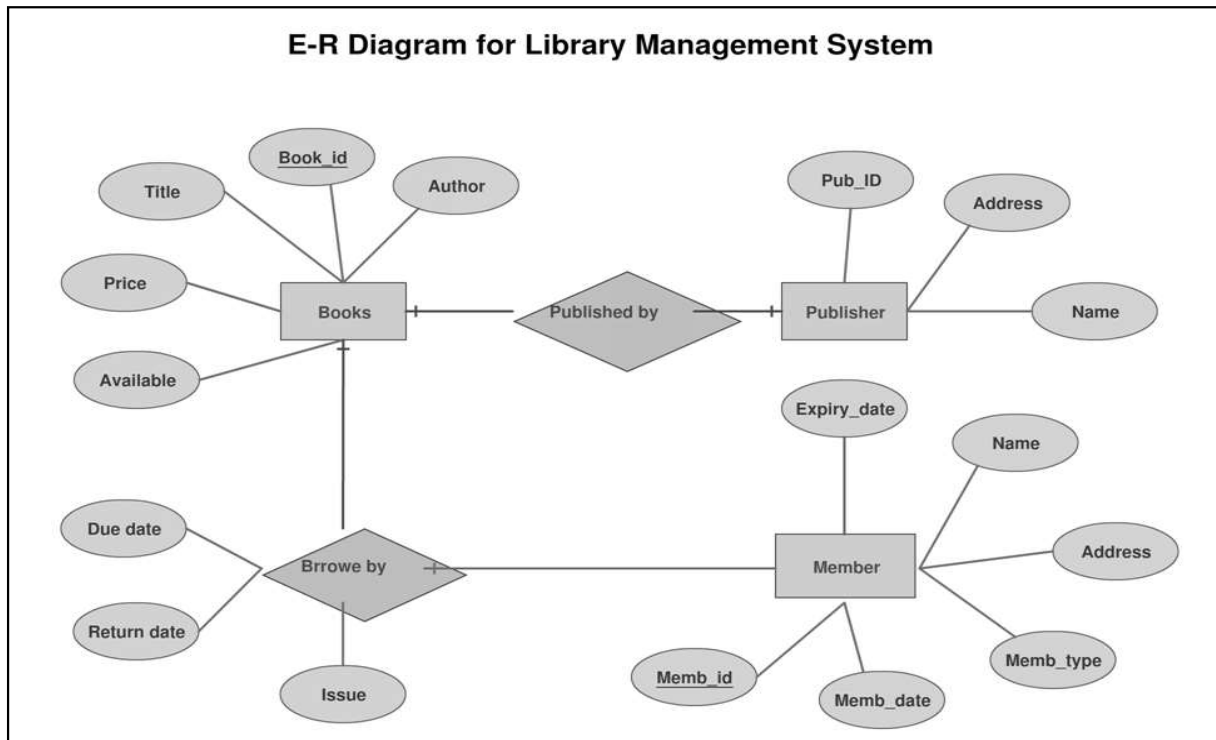 E-R Diagram for Library Management System
Book_id
Title
Author
Pub_ID
Address
Price
Books
Published by
Publisher
Name
Available
Expiry_date
Name
Due date
Brrowe by
Member
Address
Return date
Memb_type
Memb_id
Issue
Memb_date